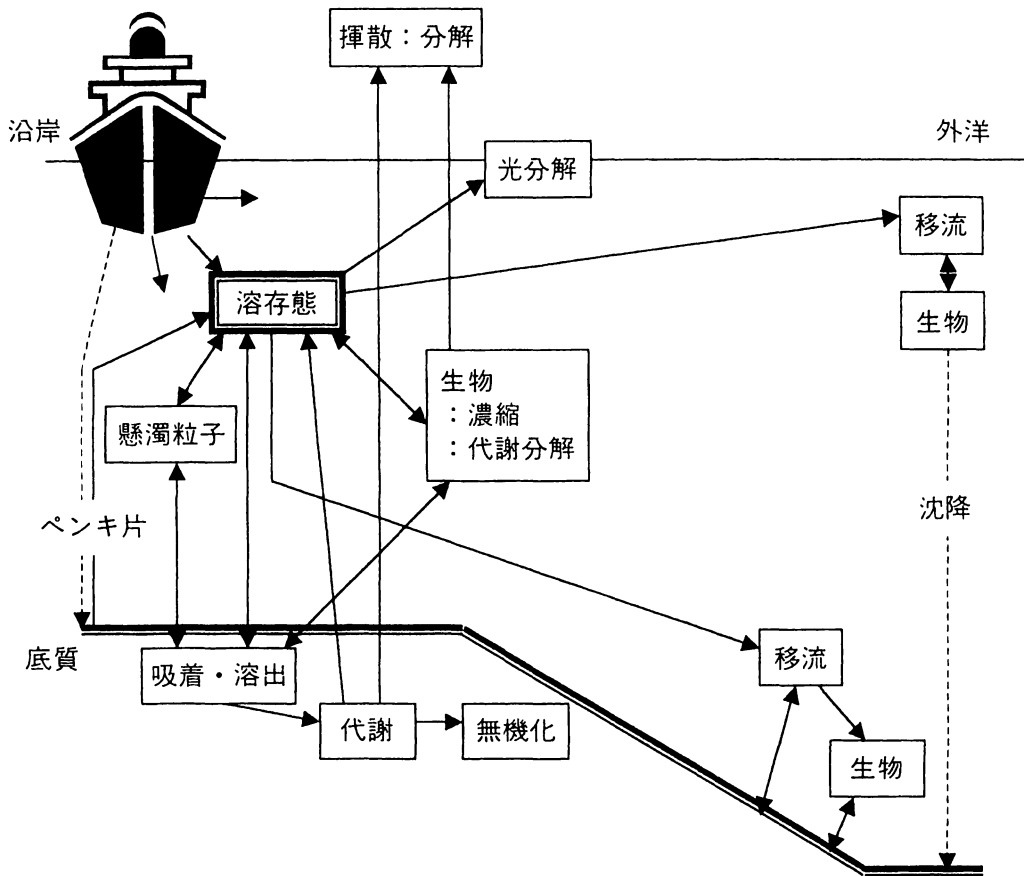 揮散：分解
沿岸
外洋
光分解
移流
溶存態
生物
生物
：濃縮
：代謝分解
懸濁粒子
ペンキ片
沈降
底質
吸着・溶出
移流
代謝
無機化
生物